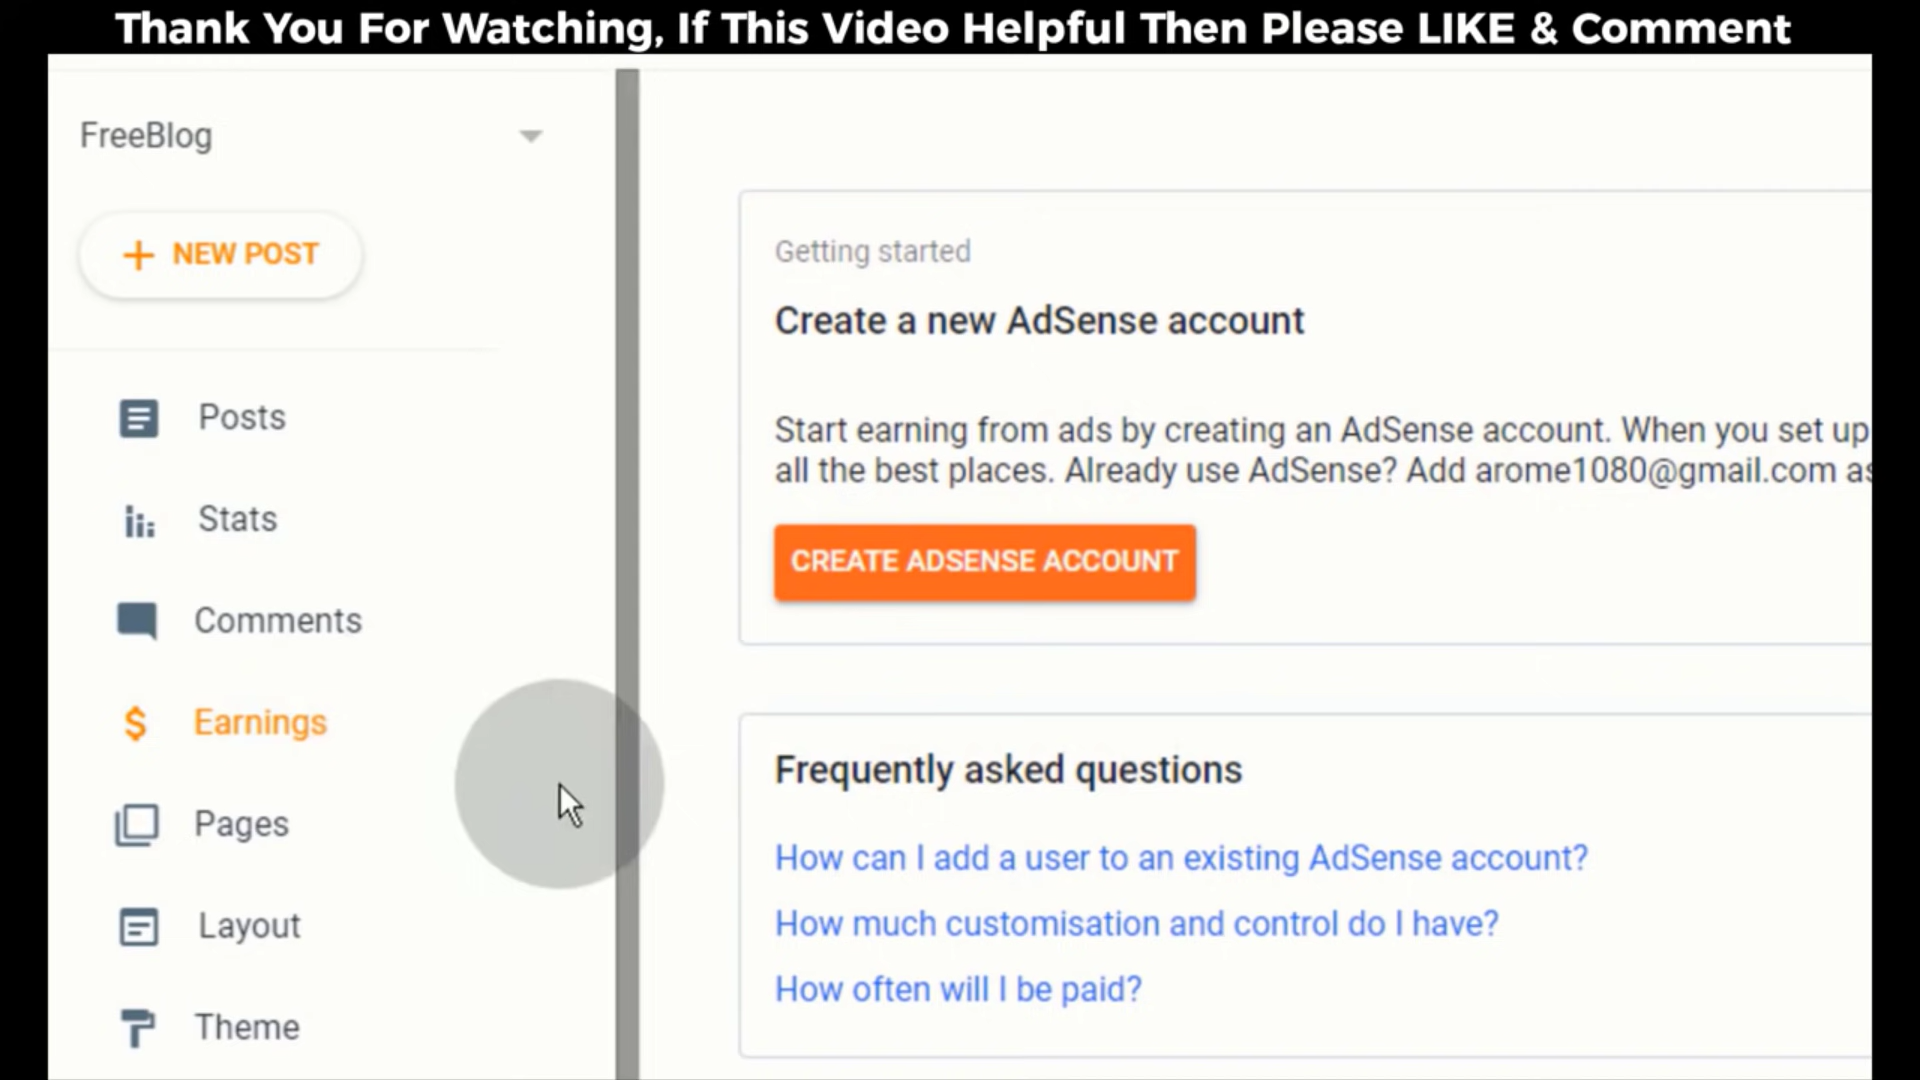 Thank You For Watching, If This Video Helpful Then Please LIKE & Comment
FreeBlog
+ NEW POST
Posts
Stats
Comments
Earnings
Pages
Layout
Theme
Getting started
Create a new AdSense account
Start earning from ads by creating an AdSense account. When you set up
all the best places. Already use AdSense? Add arome1080@gmail.com as
CREATE ADSENSE ACCOUNT
Frequently asked questions
How can I add a user to an existing AdSense account?
How much customisation and control do I have?
How often will I be paid?